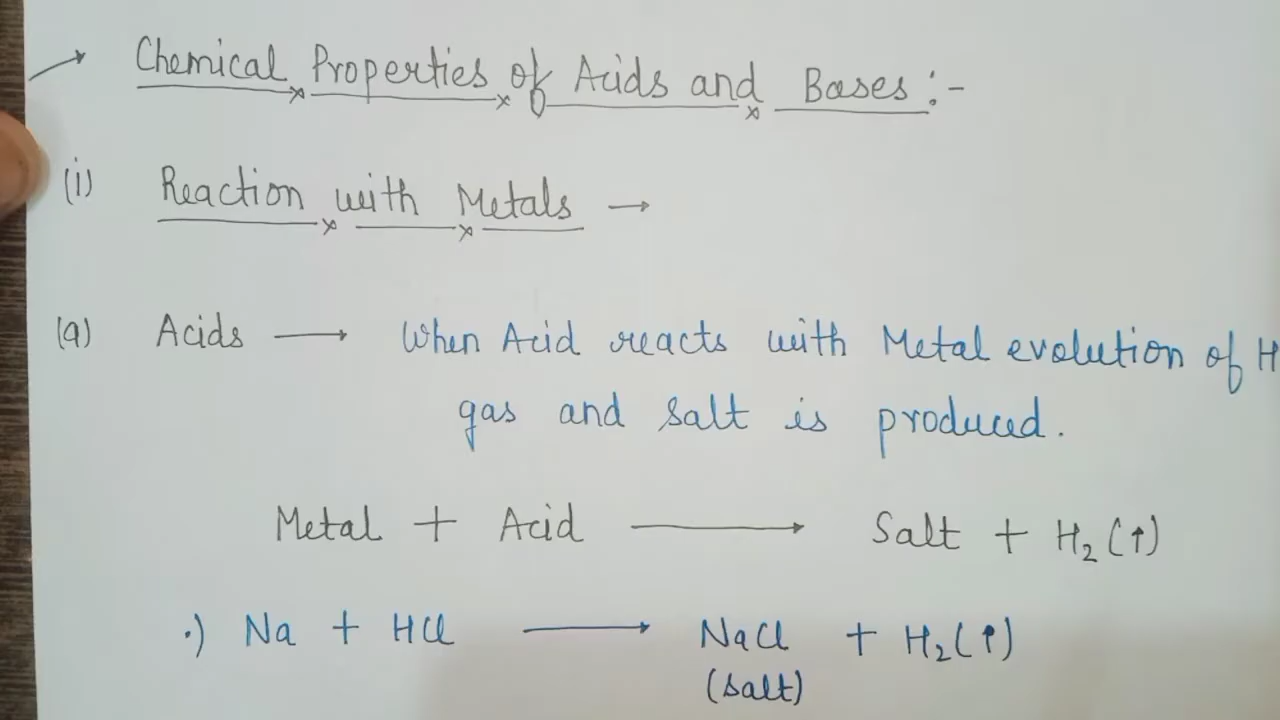 → Chemical Properties of Acids and Bases :-
(i) Reaction with Metals →
(a) Acids → When Acid reacts with Metal evolution of H
gas and salt is produced.
Metal + Acid → Salt + H₂(↑)
•) Na + HCl → NaCl + H₂(↑)
(salt)